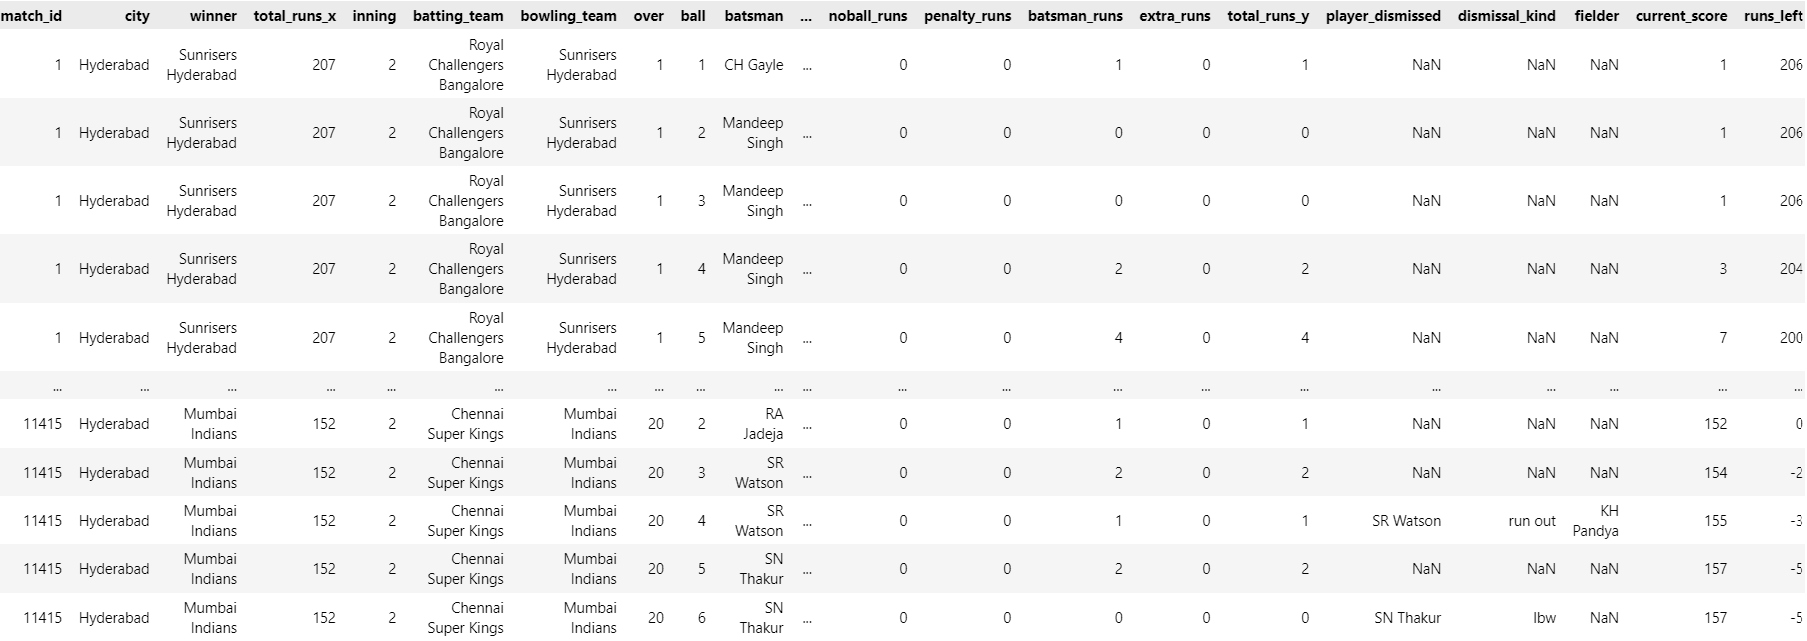 match_id city winner total_runs_x inning batting_team bowling_team over ball batsman ... noball_runs penalty_runs batsman_runs extra_runs total_runs_y player_dismissed dismissal_kind fielder current_score runs_left
1 Hyderabad Sunrisers Hyderabad 207 2 Royal Challengers Bangalore Sunrisers Hyderabad 1 1 CH Gayle ... 0 0 1 0 1 NaN NaN NaN 1 206
1 Hyderabad Sunrisers Hyderabad 207 2 Royal Challengers Bangalore Sunrisers Hyderabad 1 2 Mandeep Singh ... 0 0 0 0 0 NaN NaN NaN 1 206
1 Hyderabad Sunrisers Hyderabad 207 2 Royal Challengers Bangalore Sunrisers Hyderabad 1 3 Mandeep Singh ... 0 0 0 0 0 NaN NaN NaN 1 206
1 Hyderabad Sunrisers Hyderabad 207 2 Royal Challengers Bangalore Sunrisers Hyderabad 1 4 Mandeep Singh ... 0 0 2 0 2 NaN NaN NaN 3 204
1 Hyderabad Sunrisers Hyderabad 207 2 Royal Challengers Bangalore Sunrisers Hyderabad 1 5 Mandeep Singh ... 0 0 4 0 4 NaN NaN NaN 7 200
... ... ... ... ... ... ... ... ... ... ... ... ... ... ... ... ... ... ... ... ...
11415 Hyderabad Mumbai Indians 152 2 Chennai Super Kings Mumbai Indians 20 2 RA Jadeja ... 0 0 1 0 1 NaN NaN NaN 152 0
11415 Hyderabad Mumbai Indians 152 2 Chennai Super Kings Mumbai Indians 20 3 SR Watson ... 0 0 2 0 2 NaN NaN NaN 154 -2
11415 Hyderabad Mumbai Indians 152 2 Chennai Super Kings Mumbai Indians 20 4 SR Watson ... 0 0 1 0 1 SR Watson run out KH Pandya 155 -3
11415 Hyderabad Mumbai Indians 152 2 Chennai Super Kings Mumbai Indians 20 5 SN Thakur ... 0 0 2 0 2 NaN NaN NaN 157 -5
11415 Hyderabad Mumbai Indians 152 2 Chennai Super Kings Mumbai Indians 20 6 SN Thakur ... 0 0 0 0 0 SN Thakur lbw NaN 157 -5